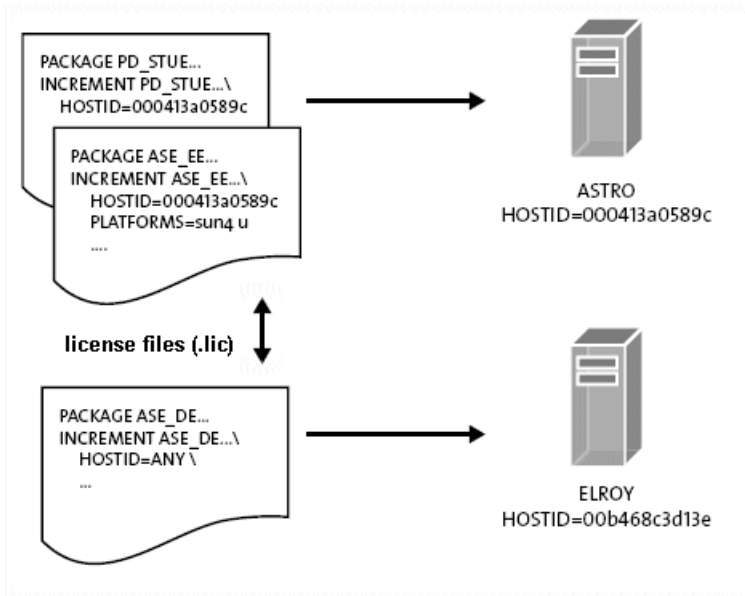 PACKAGE PD_STUE...
INCREMENT PD_STUE...\
HOSTID=000413a0589c
PACKAGE ASE_EE...
INCREMENT ASE_EE...\
HOSTID=000413a0589c
PLATFORMS=sun4 u
....
ASTRO
HOSTID=000413a0589c
license files (.lic)
PACKAGE ASE_DE...
INCREMENT ASE_DE...\
HOSTID=ANY \
...
ELROY
HOSTID=00b468c3d13e